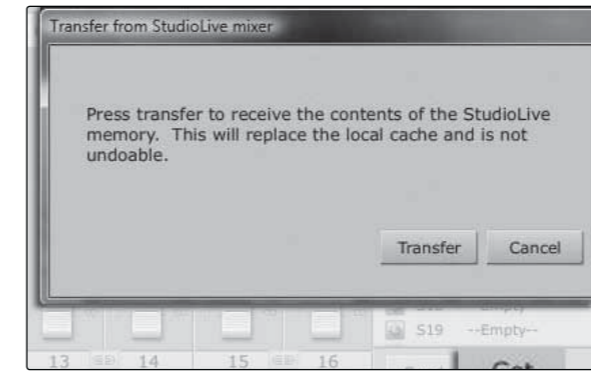 Transfer from StudioLive mixer
Press transfer to receive the contents of the StudioLive
memory. This will replace the local cache and is not
undoable.
Transfer Cancel
S19 --Empty--
13 14 15 16